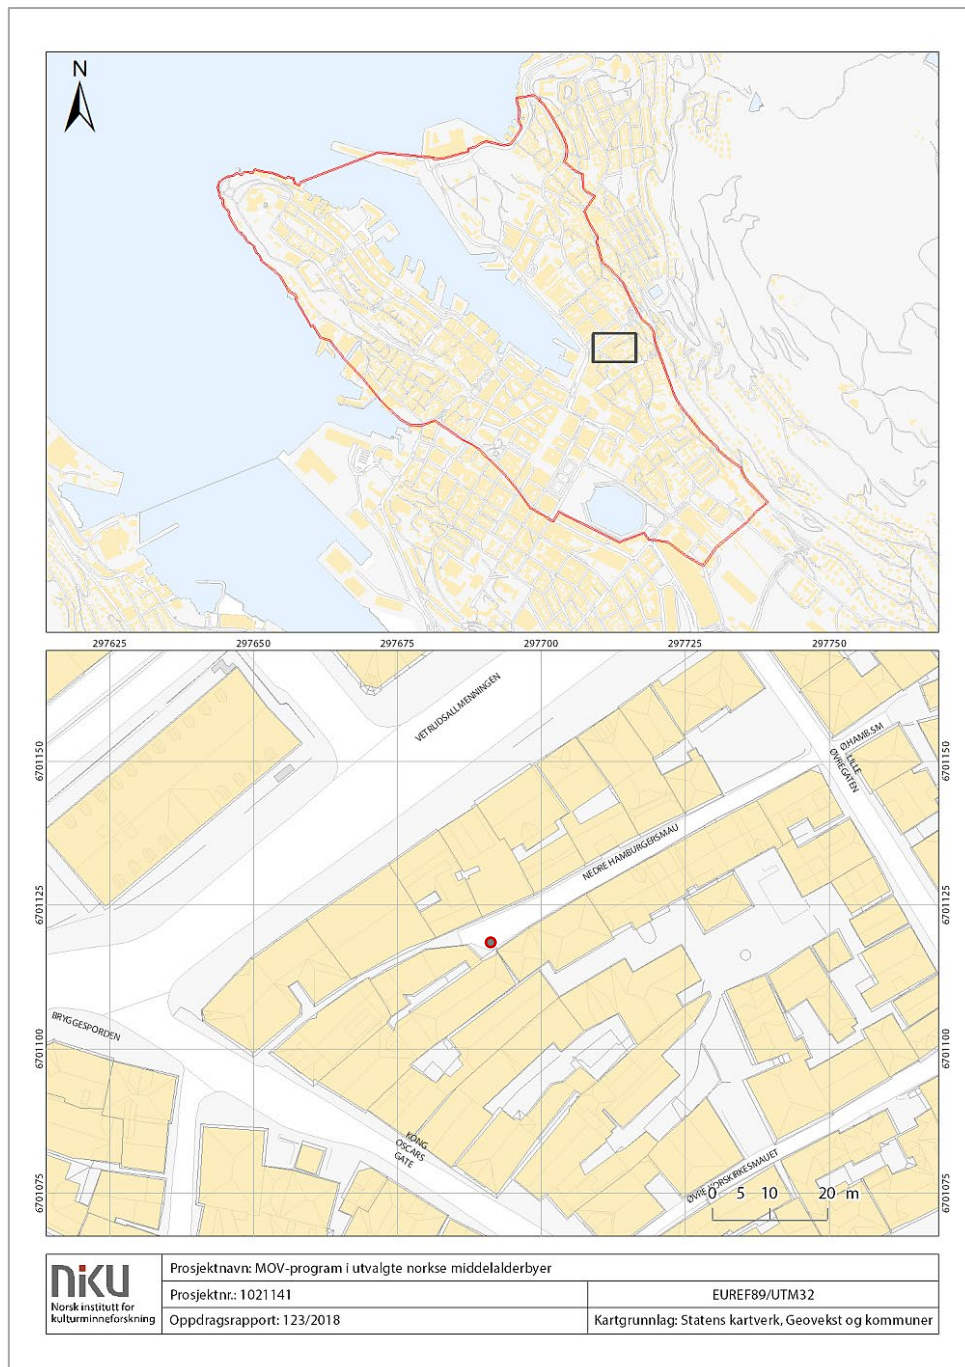 N
297625
297650
297675
297700
297725
297750
6701150
6701125
6701100
6701075
6701150
6701125
6701100
6701075
VETRLIDSALLMENNINGEN
Ø.HAMB.SM
LILLE
ØVREGATEN
NEDRE HAMBURGERSMAU
BRYGGESPORDEN
KONG
OSCARS
GATE
ØVRE KORSKIRKESMAUET
0 5 10 20 m
niku
Norsk institutt for
kulturminneforskning
Prosjektnavn: MOV-program i utvalgte norske middelalderbyer
Prosjektnr.: 1021141
EUREF89/UTM32
Oppdragsrapport: 123/2018
Kartgrunnlag: Statens kartverk, Geovekst og kommuner